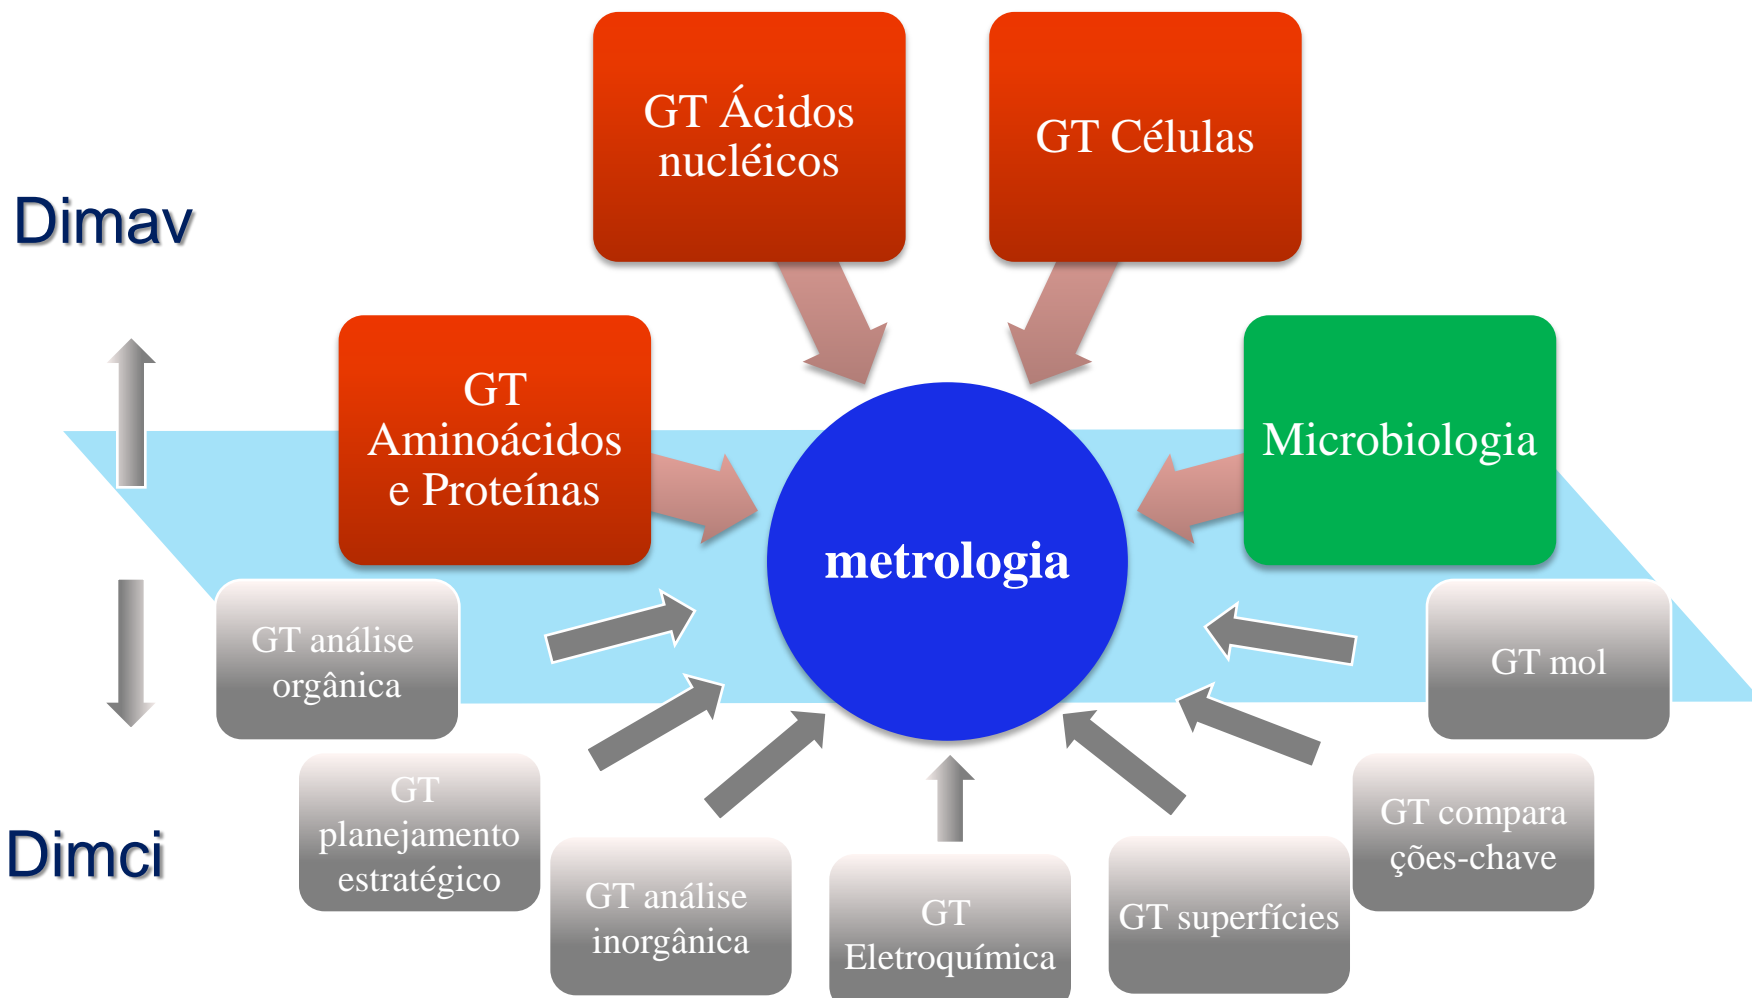 GT Ácidos
nucléicos
GT Células
Dimav
GT
Aminoácidos
e Proteínas
Microbiologia
metrologia
GT análise
orgânica
GT mol
GT
planejamento
estratégico
GT compara
ções-chave
Dimci
GT análise
inorgânica
GT
Eletroquímica
GT superfícies